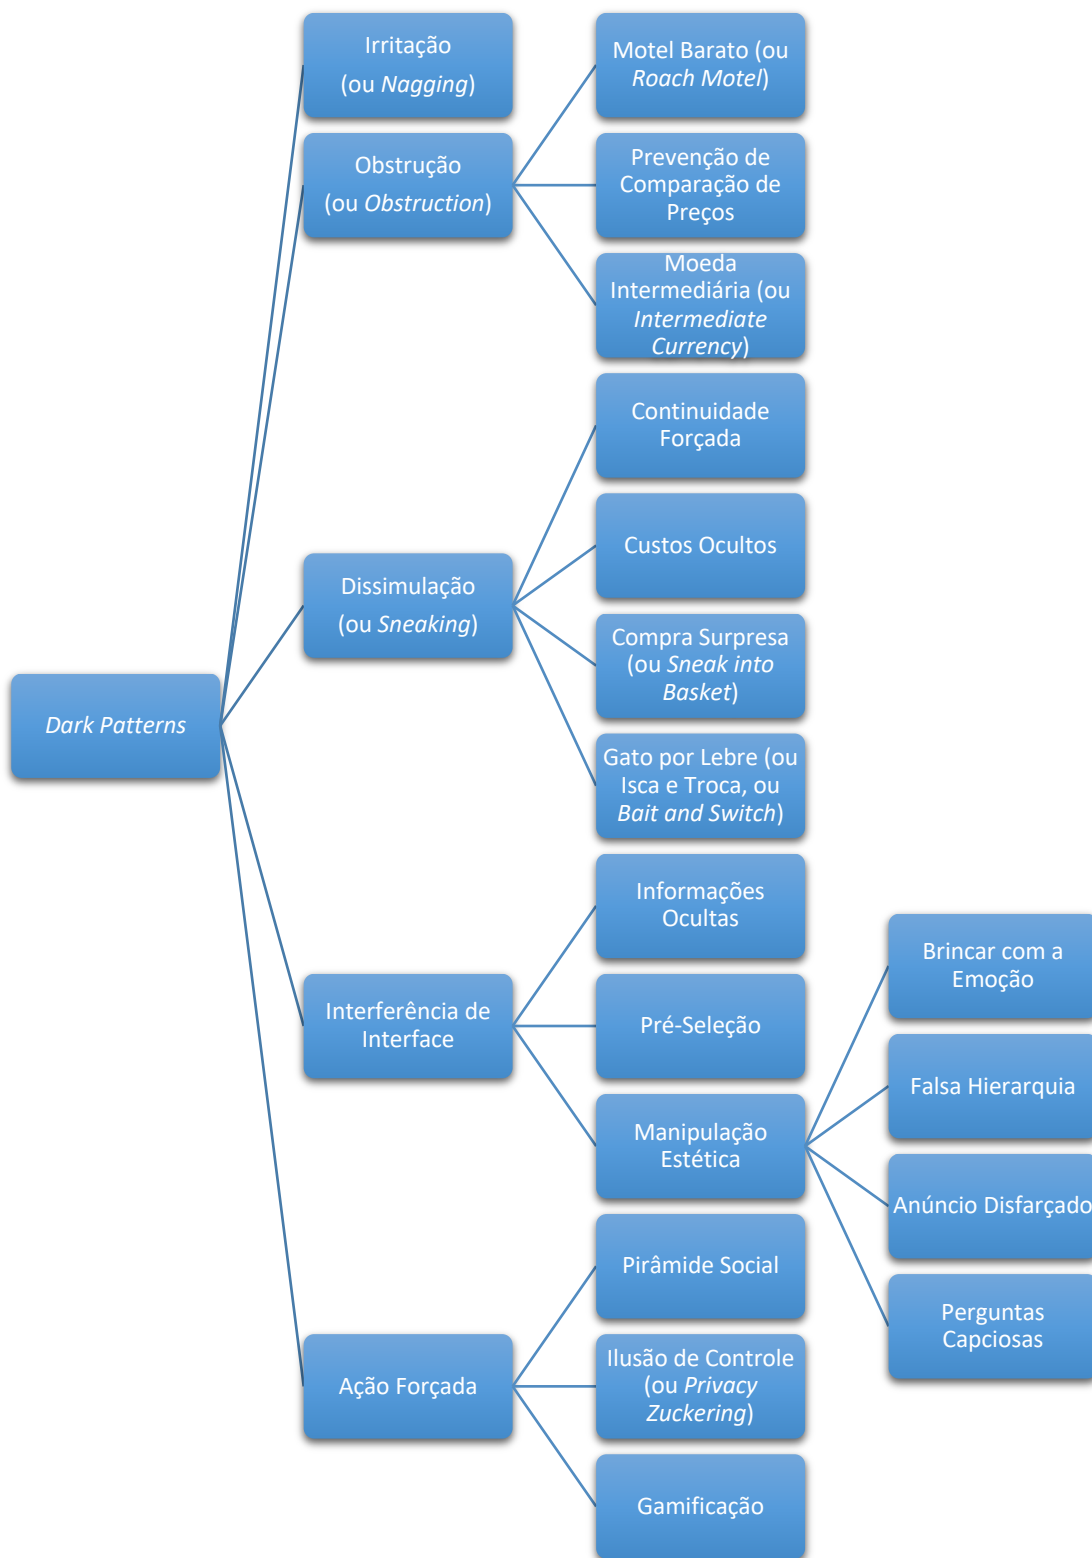 Dark Patterns
Irritação
(ou Nagging)
Obstrução
(ou Obstruction)
Motel Barato (ou
Roach Motel)
Prevenção de
Comparação de
Preços
Moeda
Intermediária (ou
Intermediate
Currency)
Dissimulação
(ou Sneaking)
Continuidade
Forçada
Custos Ocultos
Compra Surpresa
(ou Sneak into
Basket)
Gato por Lebre (ou
Isca e Troca, ou
Bait and Switch)
Interferência de
Interface
Informações
Ocultas
Pré-Seleção
Manipulação
Estética
Brincar com a
Emoção
Falsa Hierarquia
Anúncio Disfarçado
Perguntas
Capciosas
Ação Forçada
Pirâmide Social
Ilusão de Controle
(ou Privacy
Zuckering)
Gamificação